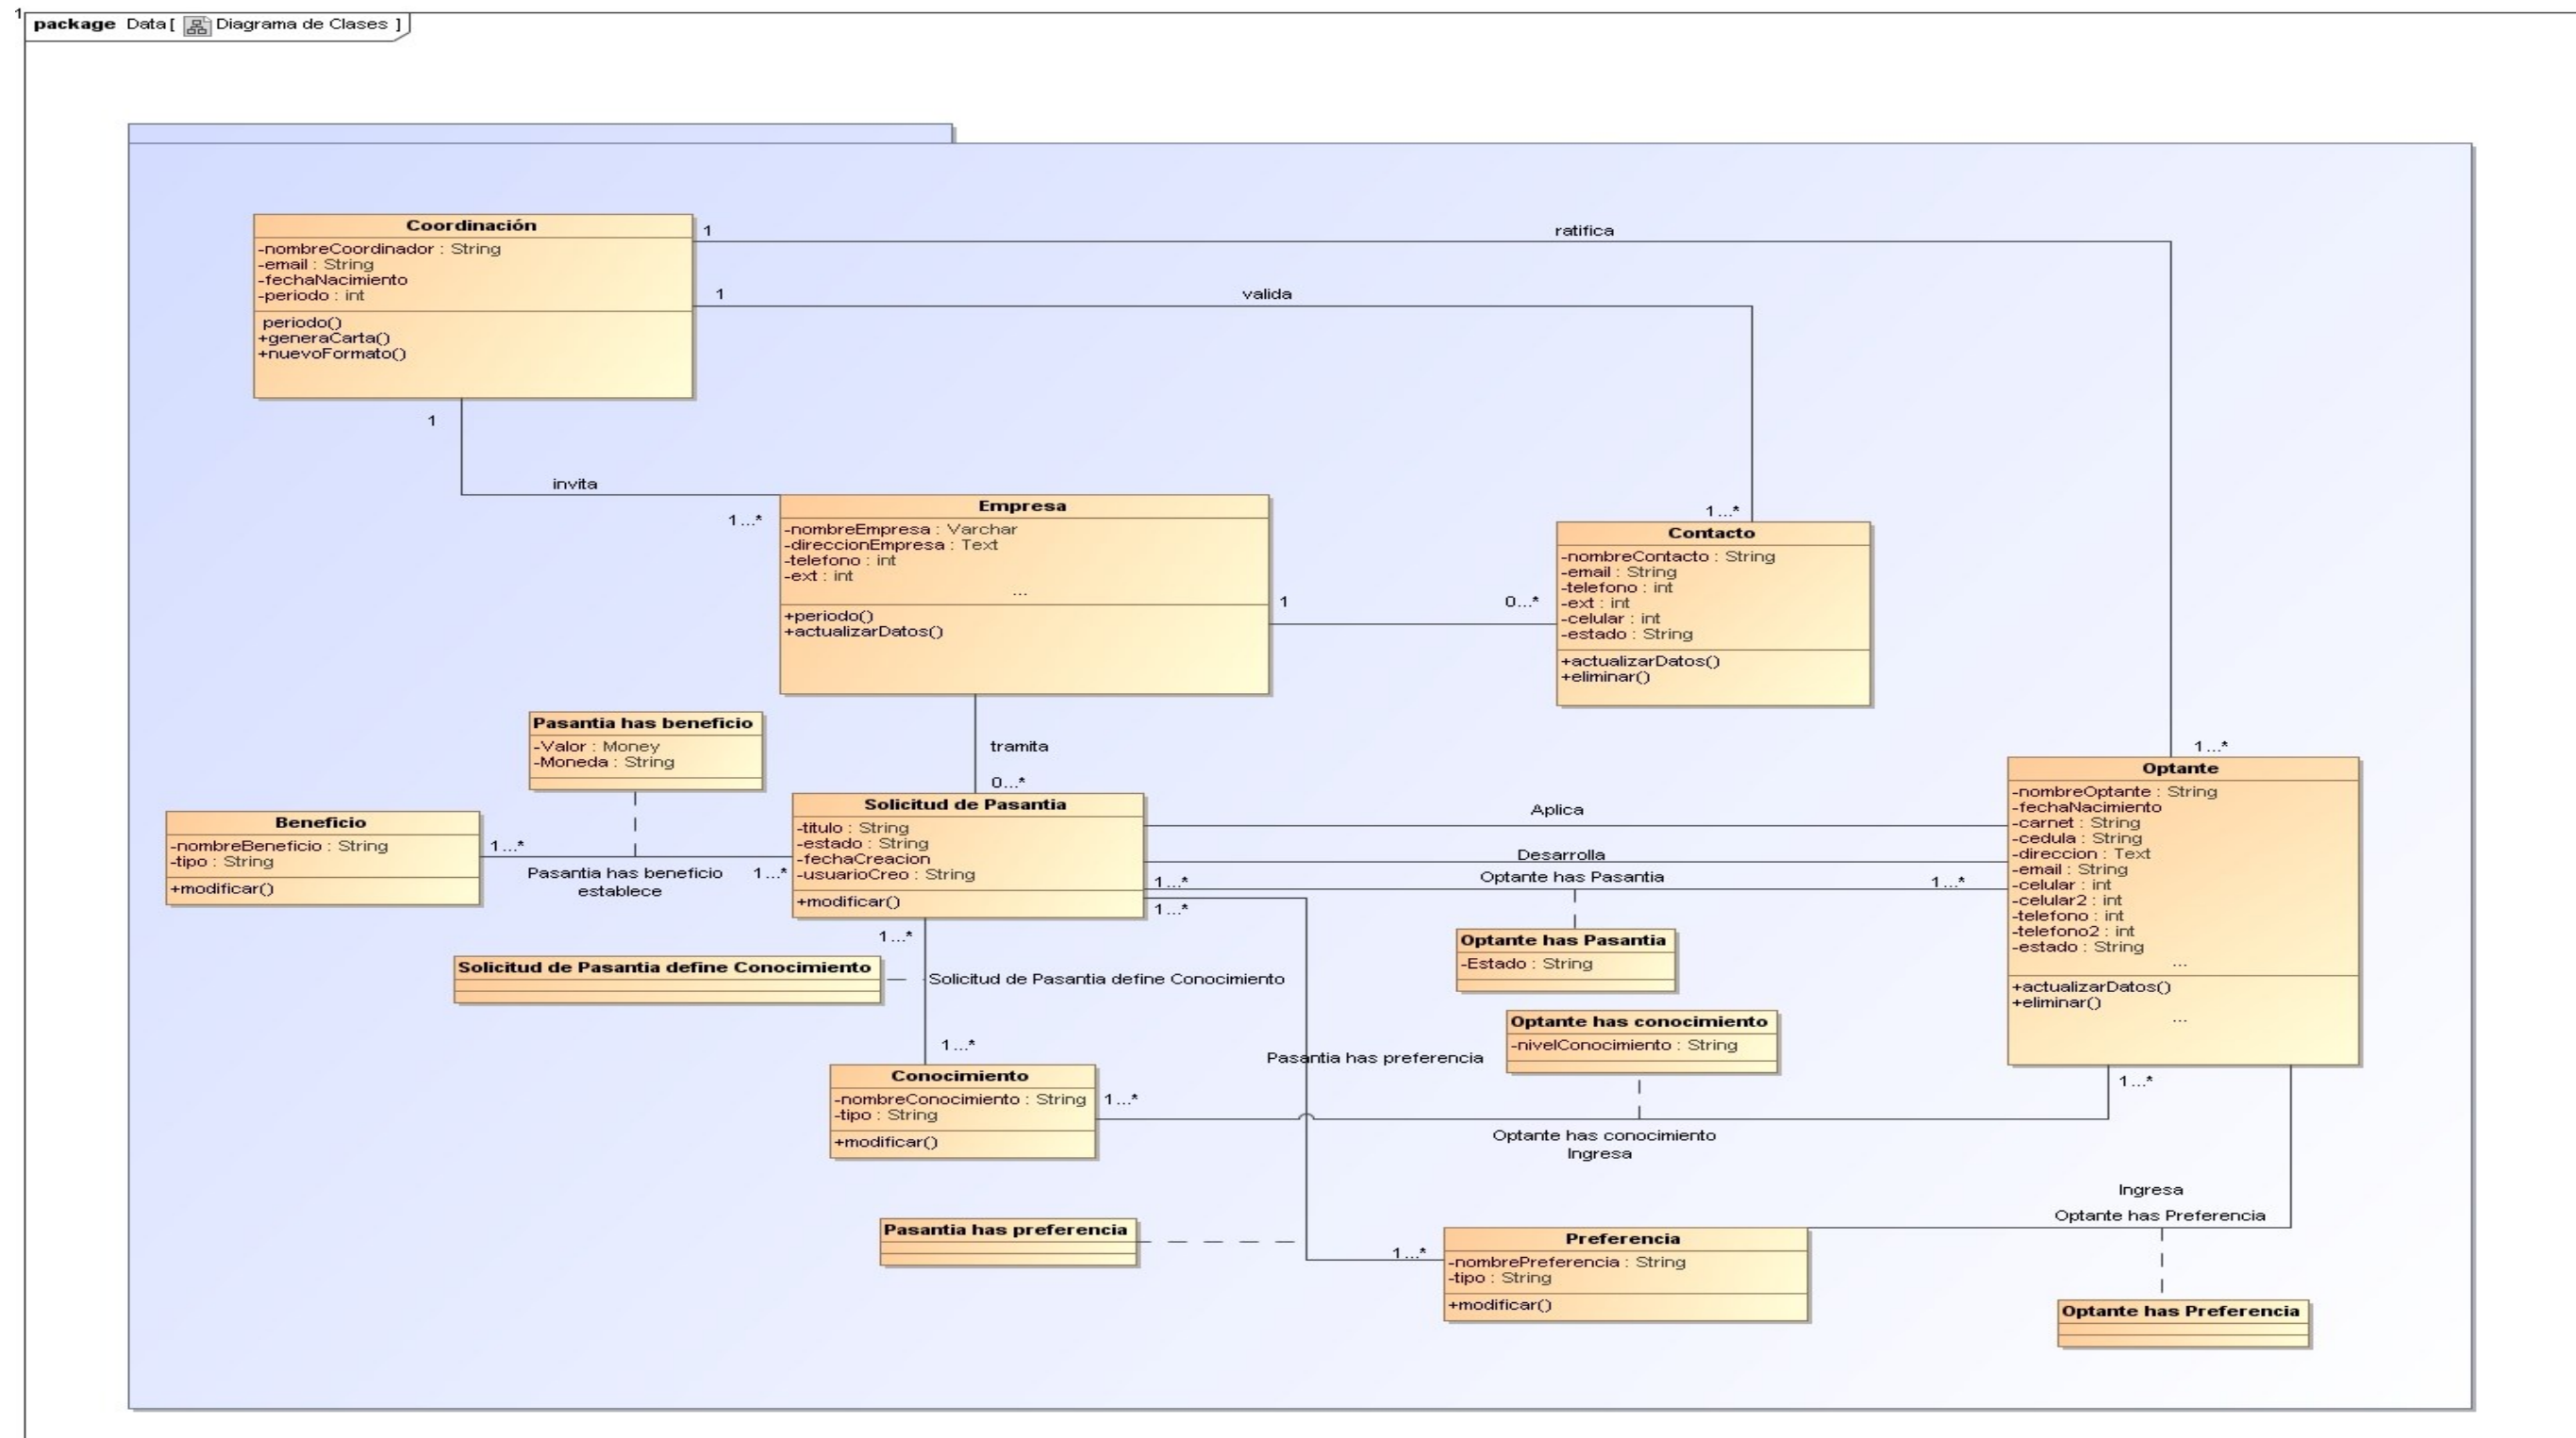 1
package Data [ Diagrama de Clases ]
Coordinación
-nombreCoordinador : String
-email : String
-fechaNacimiento
-periodo : int
periodo()
+generaCarta()
+nuevoFormato()
1
ratifica
1
valida
1
invita
1...*
Empresa
-nombreEmpresa : Varchar
-direccionEmpresa : Text
-telefono : int
-ext : int
...
+periodo()
+actualizarDatos()
1
0...*
1...*
Contacto
-nombreContacto : String
-email : String
-telefono : int
-ext : int
-celular : int
-estado : String
+actualizarDatos()
+eliminar()
Pasantia has beneficio
-Valor : Money
-Moneda : String
tramita
0...*
1...*
Optante
-nombreOptante : String
-fechaNacimiento
-carnet : String
-cedula : String
-direccion : Text
-email : String
-celular : int
-celular2 : int
-telefono : int
-telefono2 : int
-estado : String
...
+actualizarDatos()
+eliminar()
...
Beneficio
-nombreBeneficio : String
-tipo : String
+modificar()
1...*
Pasantia has beneficio
establece
1...*
Solicitud de Pasantia
-titulo : String
-estado : String
-fechaCreacion
-usuarioCreo : String
+modificar()
Aplica
Desarrolla
1...*
Optante has Pasantia
1...*
1...*
Optante has Pasantia
-Estado : String
1...*
Solicitud de Pasantia define Conocimiento
Solicitud de Pasantia define Conocimiento
1...*
Optante has conocimiento
-nivelConocimiento : String
Pasantia has preferencia
Conocimiento
-nombreConocimiento : String
-tipo : String
+modificar()
1...*
1...*
Optante has conocimiento
Ingresa
Ingresa
Optante has Preferencia
Pasantia has preferencia
1...*
Preferencia
-nombrePreferencia : String
-tipo : String
+modificar()
Optante has Preferencia